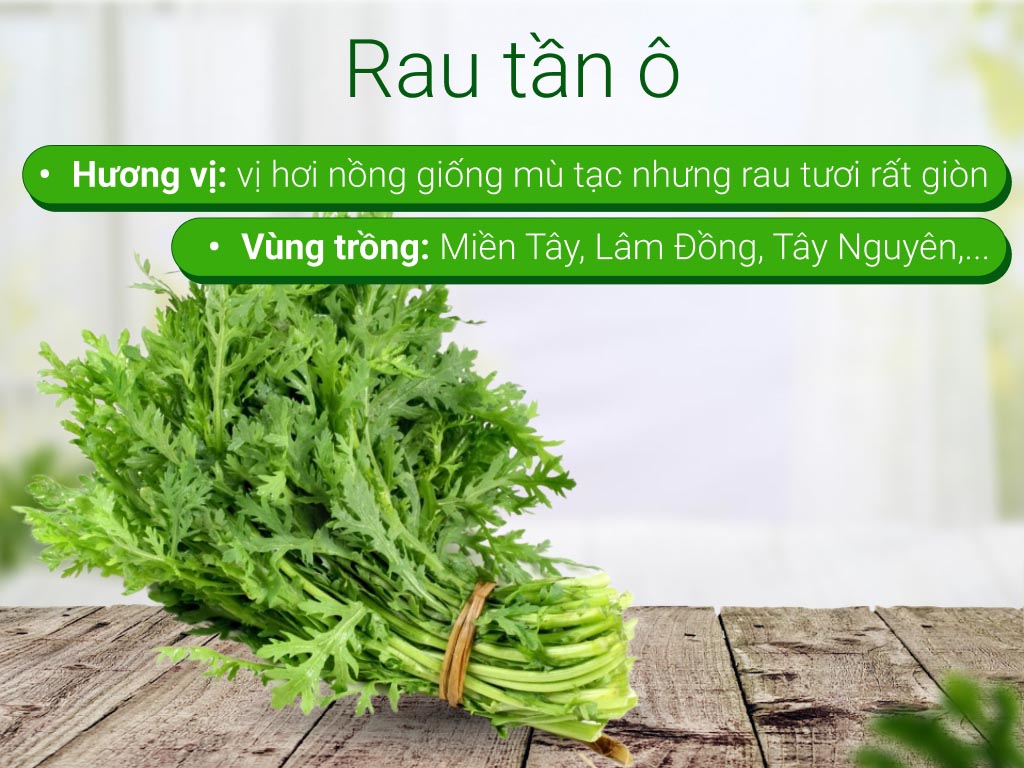 Rau tần ô
• Hương vị: vị hơi nồng giống mù tạc nhưng rau tươi rất giòn
• Vùng trồng: Miền Tây, Lâm Đồng, Tây Nguyên,...